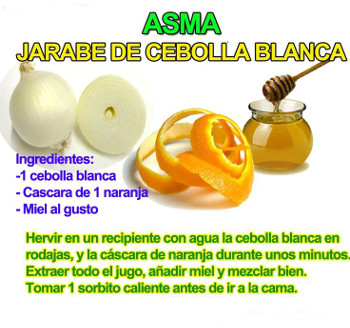 ASMA
JARABE DE CEBOLLA BLANCA
Ingredientes:
-1 cebolla blanca
- Cascara de 1 naranja
- Miel al gusto
Hervir en un recipiente con agua la cebolla blanca en
rodajas, y la cáscara de naranja durante unos minutos.
Extraer todo el jugo, añadir miel y mezclar bien.
Tomar 1 sorbito caliente antes de ir a la cama.